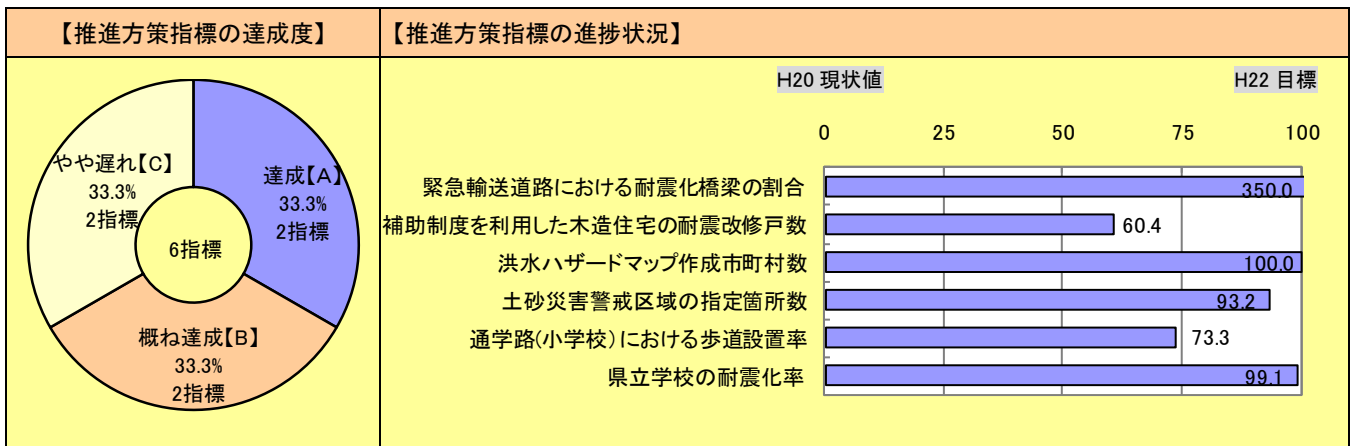 【推進方策指標の達成度】
【推進方策指標の進捗状況】
やや遅れ【C】
33.3%
2指標
達成【A】
33.3%
2指標
6指標
概ね達成【B】
33.3%
2指標
H20 現状値
H22 目標
0 25 50 75 100
緊急輸送道路における耐震化橋梁の割合 350.0
補助制度を利用した木造住宅の耐震改修戸数 60.4
洪水ハザードマップ作成市町村数 100.0
土砂災害警戒区域の指定箇所数 93.2
通学路(小学校)における歩道設置率 73.3
県立学校の耐震化率 99.1